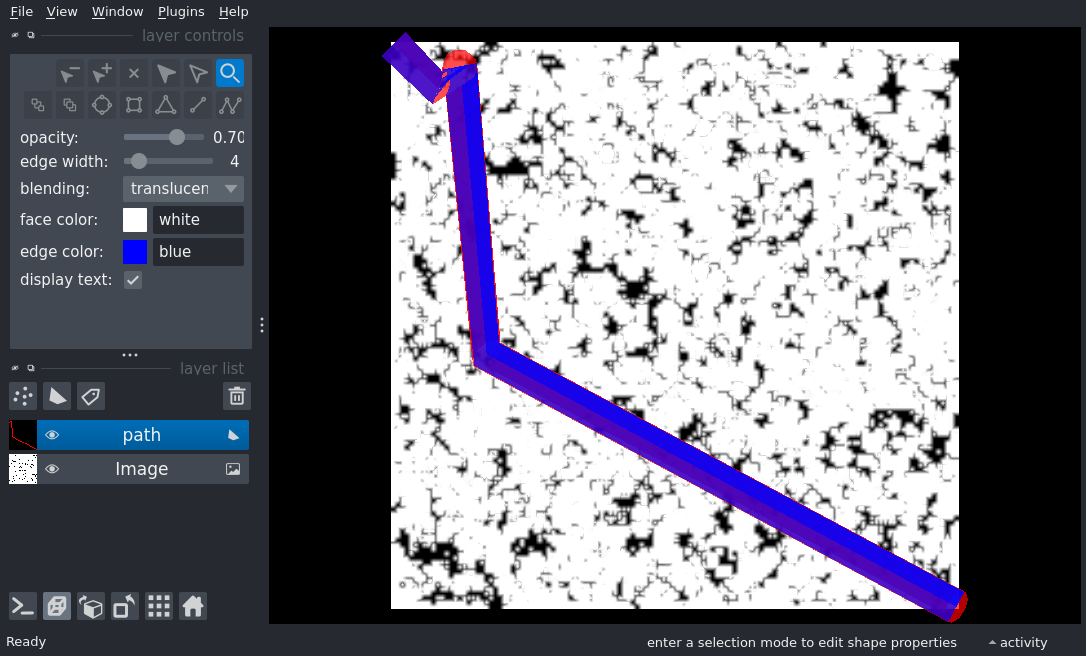 File View Window Plugins Help
layer controls
opacity: 0.70
edge width: 4
blending: translucen
face color: white
edge color: blue
display text:
layer list
path
Image
Ready
enter a selection mode to edit shape properties
activity